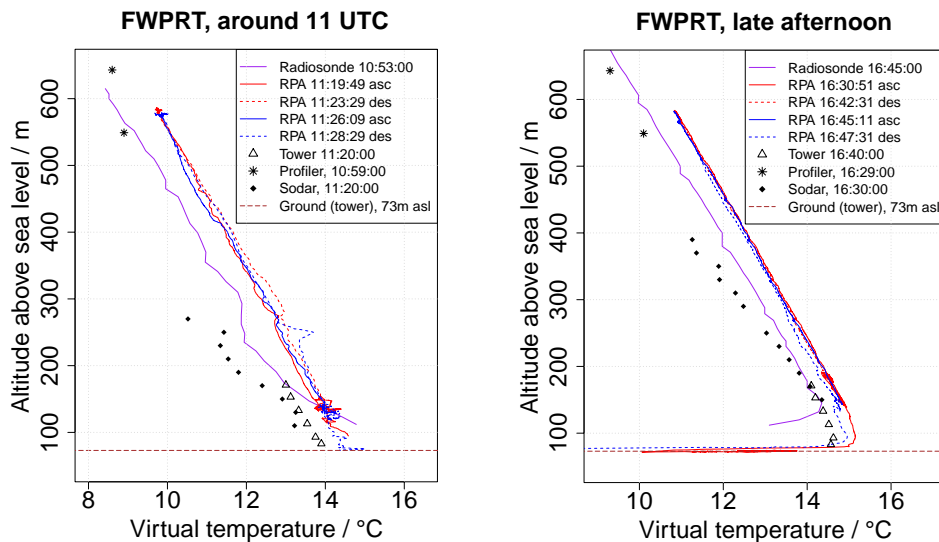 FWPRT, around 11 UTC
Altitude above sea level / m
100 200 300 400 500 600
Radiosonde 10:53:00
RPA 11:19:49 asc
RPA 11:23:29 des
RPA 11:26:09 asc
RPA 11:28:29 des
Tower 11:20:00
Profiler, 10:59:00
Sodar, 11:20:00
Ground (tower), 73m asl
8 10 12 14 16
Virtual temperature / °C
FWPRT, late afternoon
Altitude above sea level / m
100 200 300 400 500 600
Radiosonde 16:45:00
RPA 16:30:51 asc
RPA 16:42:31 des
RPA 16:45:11 asc
RPA 16:47:31 des
Tower 16:40:00
Profiler, 16:29:00
Sodar, 16:30:00
Ground (tower), 73m asl
10 12 14 16
Virtual temperature / °C